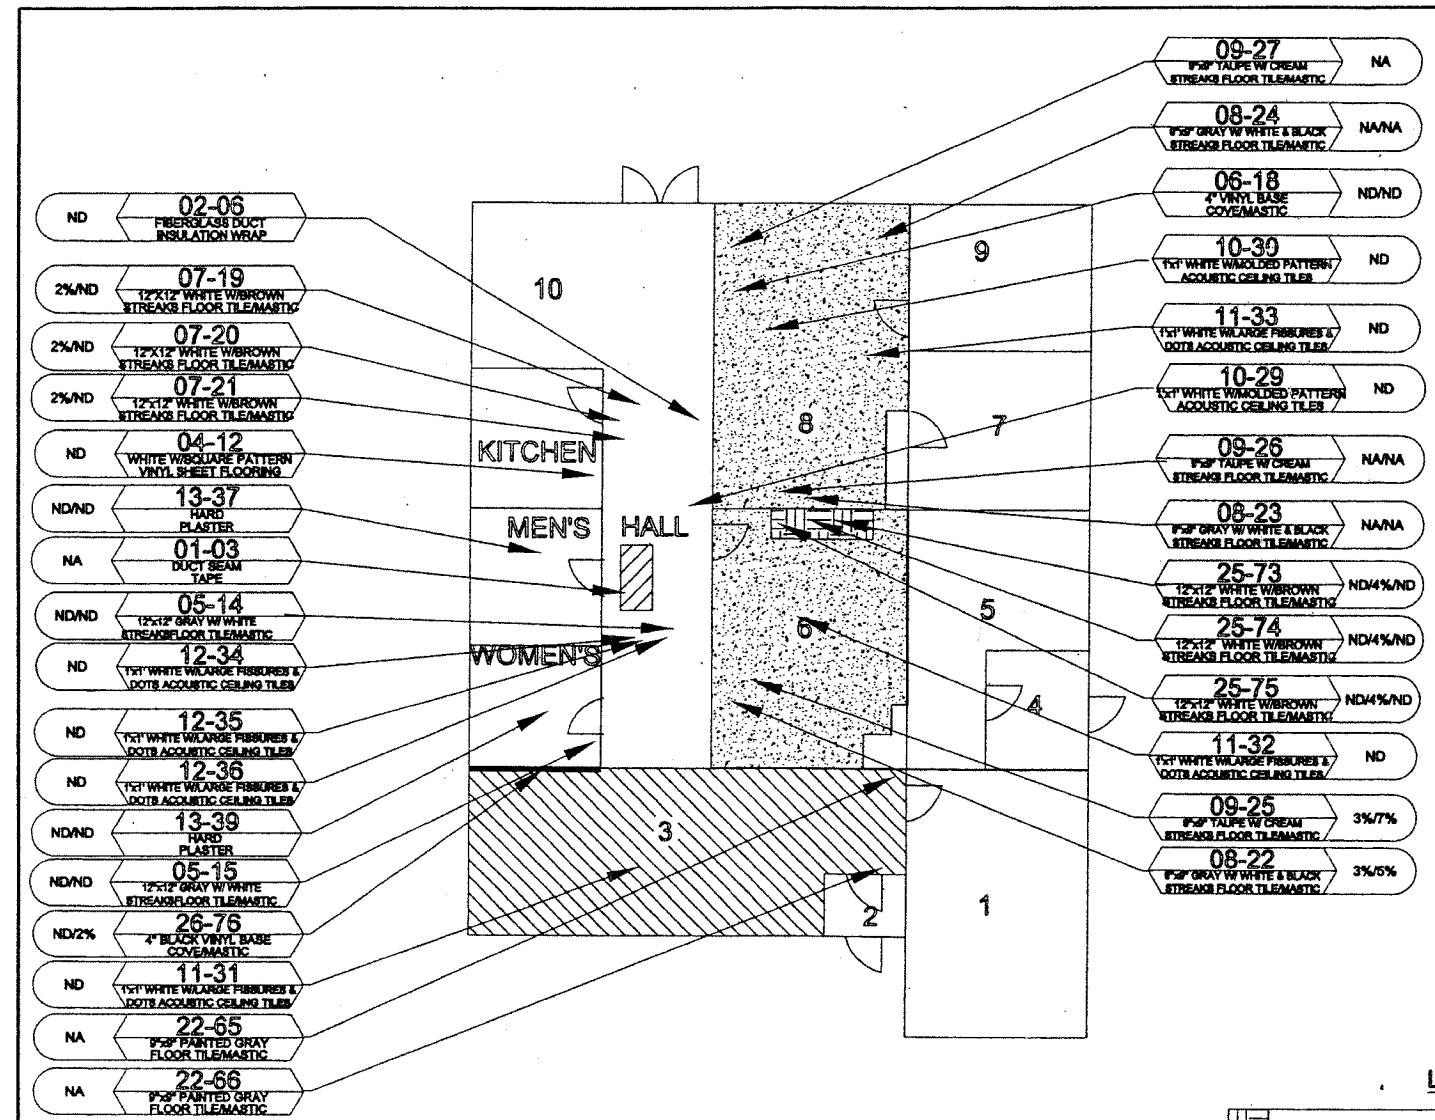 ND
02-06
FIBERGLASS DUCT
INSULATION WRAP
2%/ND
07-19
12"X12" WHITE W/BROWN
STREAKS FLOOR TILE/MASTIC
2%/ND
07-20
12"X12" WHITE W/BROWN
STREAKS FLOOR TILE/MASTIC
2%/ND
07-21
12"X12" WHITE W/BROWN
STREAKS FLOOR TILE/MASTIC
ND
04-12
WHITE W/SQUARE PATTERN
VINYL SHEET FLOORING
ND/ND
13-37
HARD
PLASTER
NA
01-03
DUCT SEAM
TAPE
ND/ND
05-14
12"x12" GRAY W/ WHITE
STREAKSFLOOR TILE/MASTIC
ND
12-34
1'x1' WHITE W/LARGE FISSURES &
DOTS ACOUSTIC CEILING TILES
ND
12-35
1'x1' WHITE W/LARGE FISSURES &
DOTS ACOUSTIC CEILING TILES
ND
12-36
1'x1' WHITE W/LARGE FISSURES &
DOTS ACOUSTIC CEILING TILES
ND/ND
13-39
HARD
PLASTER
ND/ND
05-15
12"x12" GRAY W/ WHITE
STREAKSFLOOR TILE/MASTIC
ND/2%
26-76
4" BLACK VINYL BASE
COVE/MASTIC
ND
11-31
1'x1' WHITE W/LARGE FISSURES &
DOTS ACOUSTIC CEILING TILES
NA
22-65
9"x9" PAINTED GRAY
FLOOR TILE/MASTIC
NA
22-66
9"x9" PAINTED GRAY
FLOOR TILE/MASTIC
10
KITCHEN
MEN'S
HALL
WOMEN'S
9
8
7
6
5
4
3
2
1
09-27
9"x9" TAUPE W/ CREAM
STREAKS FLOOR TILE/MASTIC
NA
08-24
9"x9" GRAY W/ WHITE & BLACK
STREAKS FLOOR TILE/MASTIC
NA/NA
06-18
4" VINYL BASE
COVE/MASTIC
ND/ND
10-30
1'x1' WHITE W/MOLDED PATTERN
ACOUSTIC CEILING TILES
ND
11-33
1'x1' WHITE W/LARGE FISSURES &
DOTS ACOUSTIC CEILING TILES
ND
10-29
1'x1' WHITE W/MOLDED PATTERN
ACOUSTIC CEILING TILES
ND
09-26
9"x9" TAUPE W/ CREAM
STREAKS FLOOR TILE/MASTIC
NA/NA
08-23
9"x9" GRAY W/ WHITE & BLACK
STREAKS FLOOR TILE/MASTIC
NA/NA
25-73
12"x12" WHITE W/BROWN
STREAKS FLOOR TILE/MASTIC
ND/4%/ND
25-74
12"x12" WHITE W/BROWN
STREAKS FLOOR TILE/MASTIC
ND/4%/ND
25-75
12"x12" WHITE W/BROWN
STREAKS FLOOR TILE/MASTIC
ND/4%/ND
11-32
1'x1' WHITE W/LARGE FISSURES &
DOTS ACOUSTIC CEILING TILES
ND
09-25
9"x9" TAUPE W/ CREAM
STREAKS FLOOR TILE/MASTIC
3%/7%
08-22
9"x9" GRAY W/ WHITE & BLACK
STREAKS FLOOR TILE/MASTIC
3%/5%